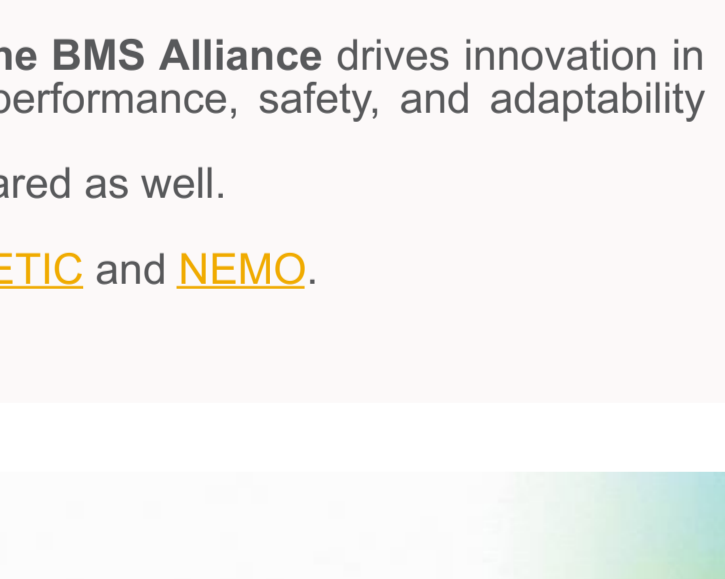 he BMS Alliance drives innovation in
performance, safety, and adaptability
ared as well.
ETIC and NEMO.